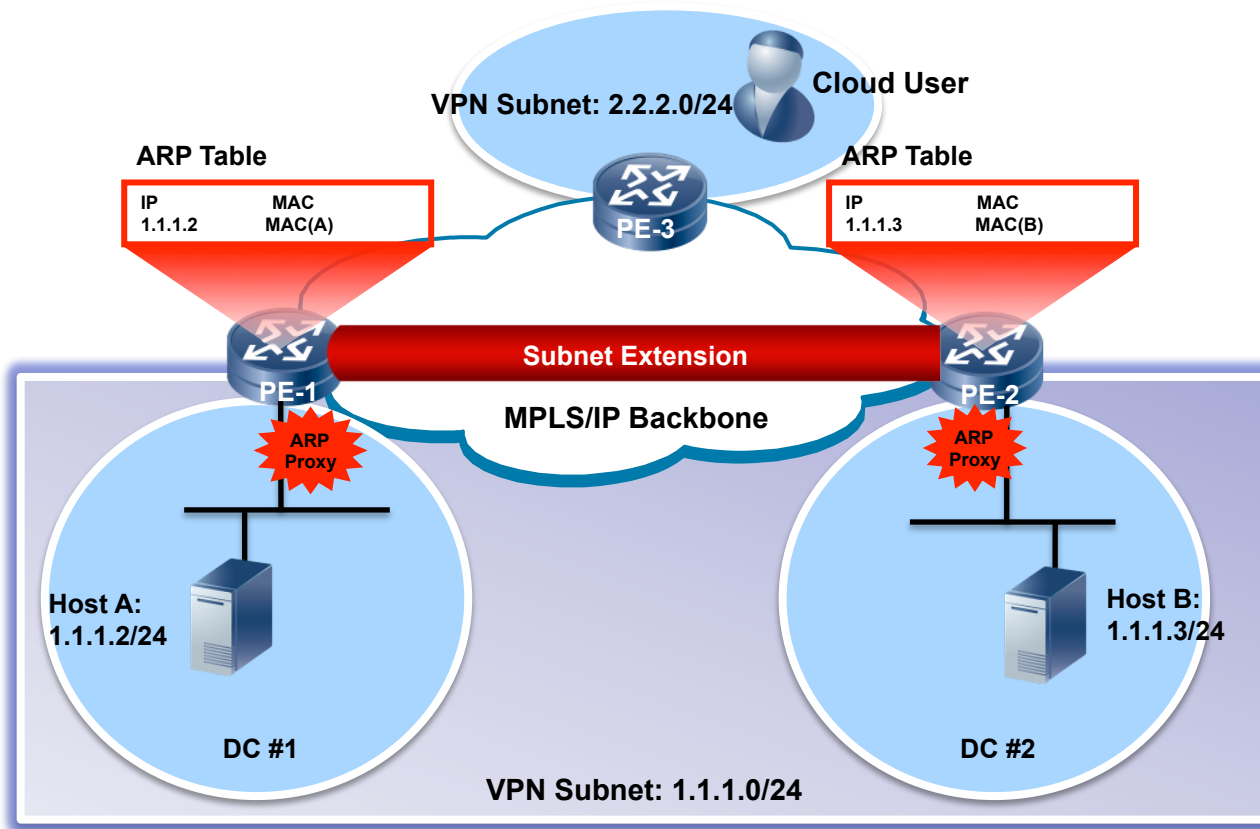 Cloud User
VPN Subnet: 2.2.2.0/24
ARP Table
IP MAC
1.1.1.2 MAC(A)
ARP Table
IP MAC
1.1.1.3 MAC(B)
PE-3
Subnet Extension
PE-1
PE-2
MPLS/IP Backbone
ARP
Proxy
ARP
Proxy
Host A:
1.1.1.2/24
Host B:
1.1.1.3/24
DC #1
DC #2
VPN Subnet: 1.1.1.0/24